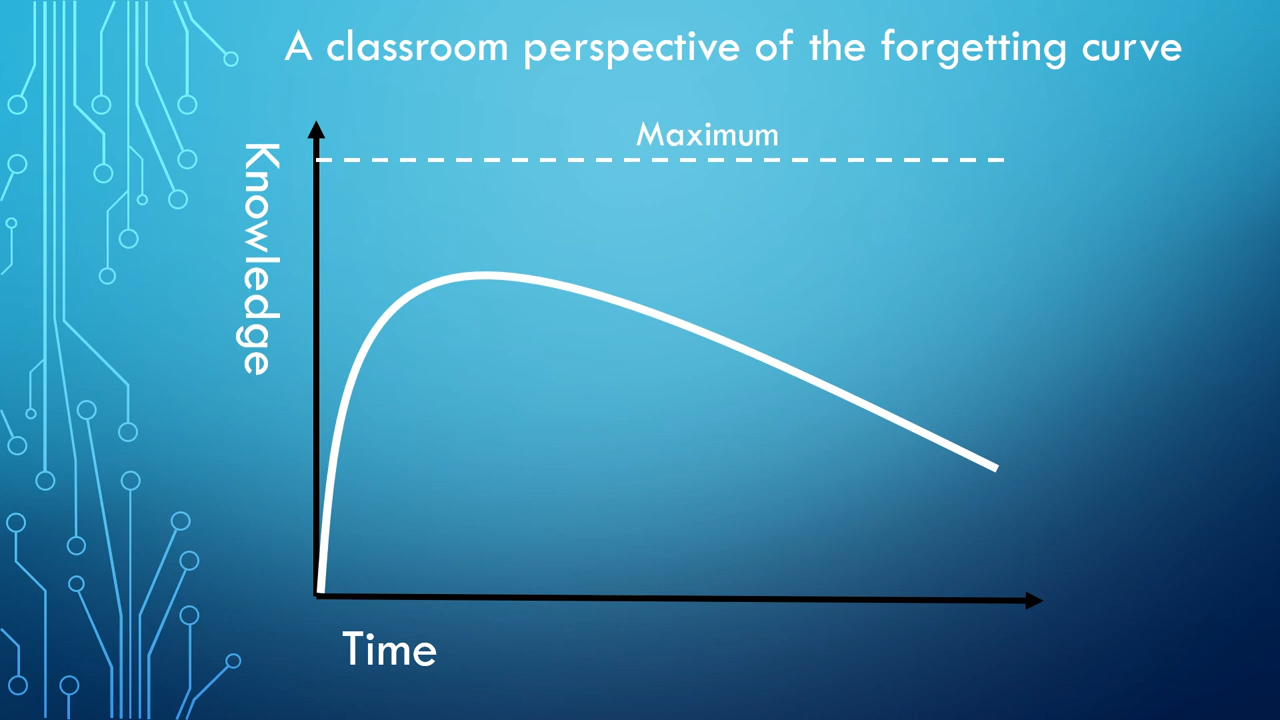 A classroom perspective of the forgetting curve
Maximum
Knowledge
Time